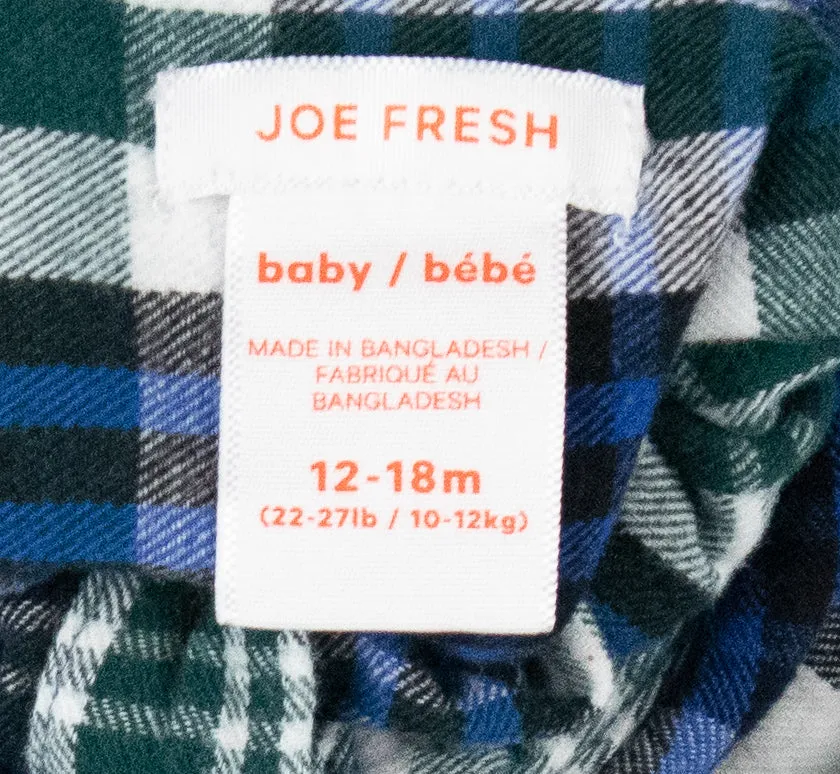 JOE FRESH
baby / bébé
MADE IN BANGLADESH /
FABRIQUÉ AU
BANGLADESH
12-18m
(22-27lb / 10-12kg)